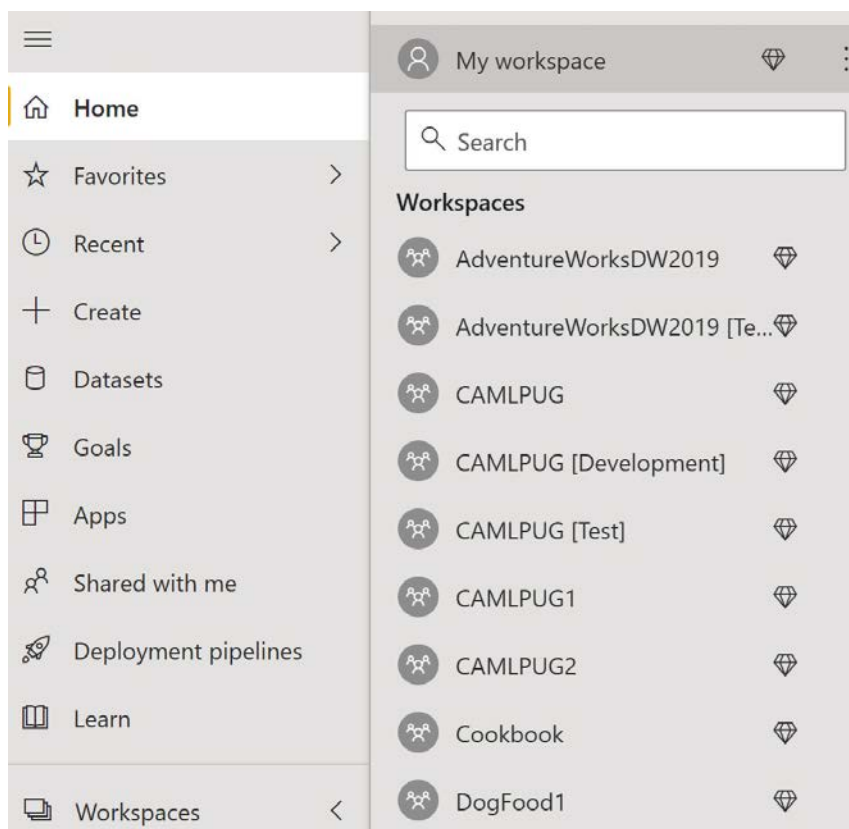 Home
Favorites
Recent
Create
Datasets
Goals
Apps
Shared with me
Deployment pipelines
Learn
Workspaces
My workspace
Search
Workspaces
AdventureWorksDW2019
AdventureWorksDW2019 [Te...
CAMLPUG
CAMLPUG [Development]
CAMLPUG [Test]
CAMLPUG1
CAMLPUG2
Cookbook
DogFood1